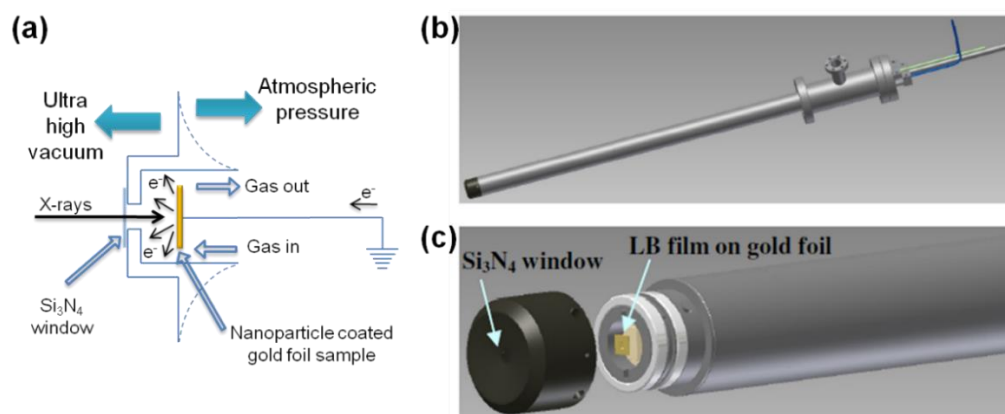 (a)
Ultra
high
vacuum
Atmospheric
pressure
e⁻
Gas out
e⁻
X-rays
e⁻
Gas in
Si₃N₄
window
Nanoparticle coated
gold foil sample
(b)
(c)
Si₃N₄ window
LB film on gold foil